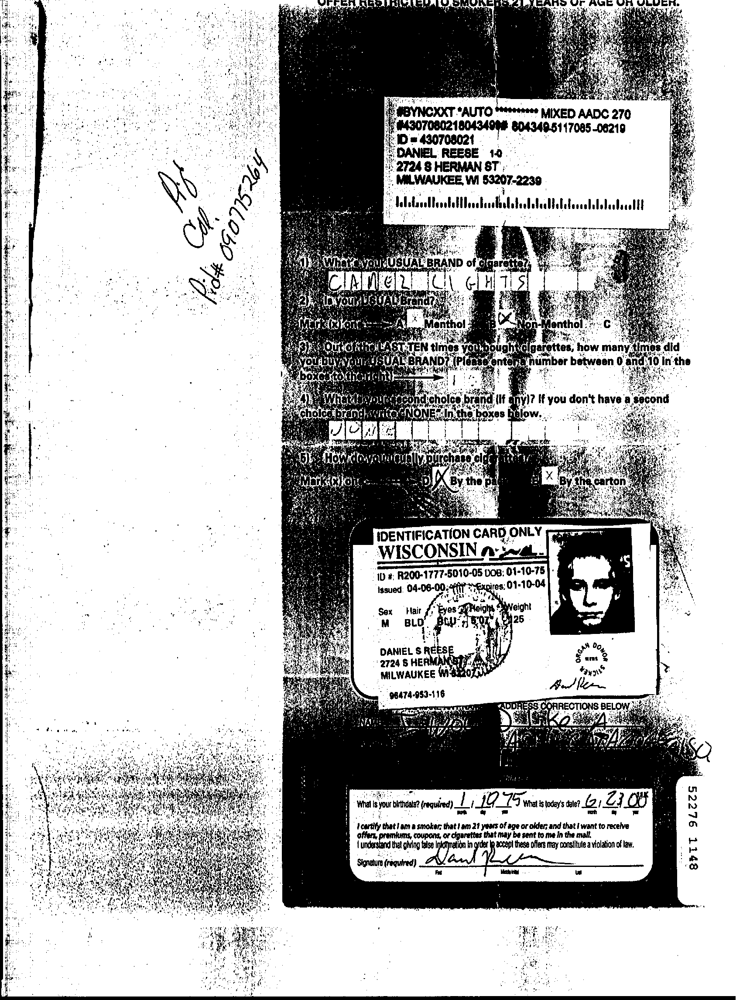 OFFER RESTRICTED TO SMOKERS 21 YEARS OF AGE OR OLDER.
#BYNCXXT *AUTO ********** MIXED AADC 270
#4307080218043499# 804349-5117085-06219
ID = 430708021
DANIEL REESE 1-0
2724 S HERMAN ST
MILWAUKEE, WI 53207-2239
Prod# 090775264
1) What's your USUAL BRAND of cigarette?
CAMEL LIGHTS
2) Is your USUAL Brand?
Mark (x) one A X Menthol B X Non-Menthol C
3) Out of the LAST TEN times you bought cigarettes, how many times did
you buy your USUAL BRAND? (Please enter a number between 0 and 10 in the
boxes to the right)
4) What is your second choice brand (if any)? If you don't have a second
choice brand, write "NONE" in the boxes below.
NONE
5) How do you usually purchase cigarettes?
Mark (x) one D X By the pack E X By the carton
IDENTIFICATION CARD ONLY
WISCONSIN
ID #: R200-1777-5010-05 DOB: 01-10-75
Issued 04-06-00 Expires: 01-10-04
Sex Hair Eyes Height Weight
M BLD BLU 125
DANIEL S REESE
2724 S HERMAN ST
MILWAUKEE WI 53207
ORGAN DONOR STICKER HERE
96474-953-116
ADDRESS CORRECTIONS BELOW
What is your birthdate? (required) 1 10 75 What is today's date? 6 23 00
month day year month day year
I certify that I am a smoker; that I am 21 years of age or older; and that I want to receive
offers, premiums, coupons, or cigarettes that may be sent to me in the mail.
I understand that giving false information in order to accept these offers may constitute a violation of law.
Signature (required)
First Middle Initial Last
52276 1148